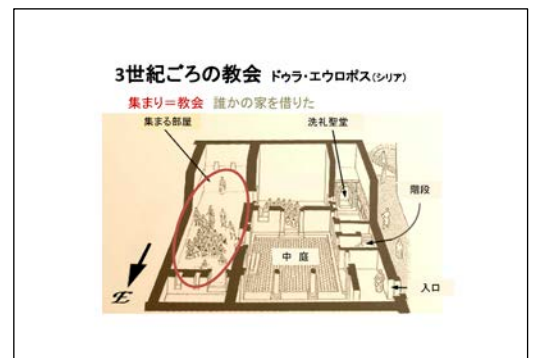 3世紀ごろの教会 ドゥラ・エウロポス(シリア)
集まり＝教会 誰かの家を借りた
集まる部屋
洗礼聖堂
階段
中庭
入口
E